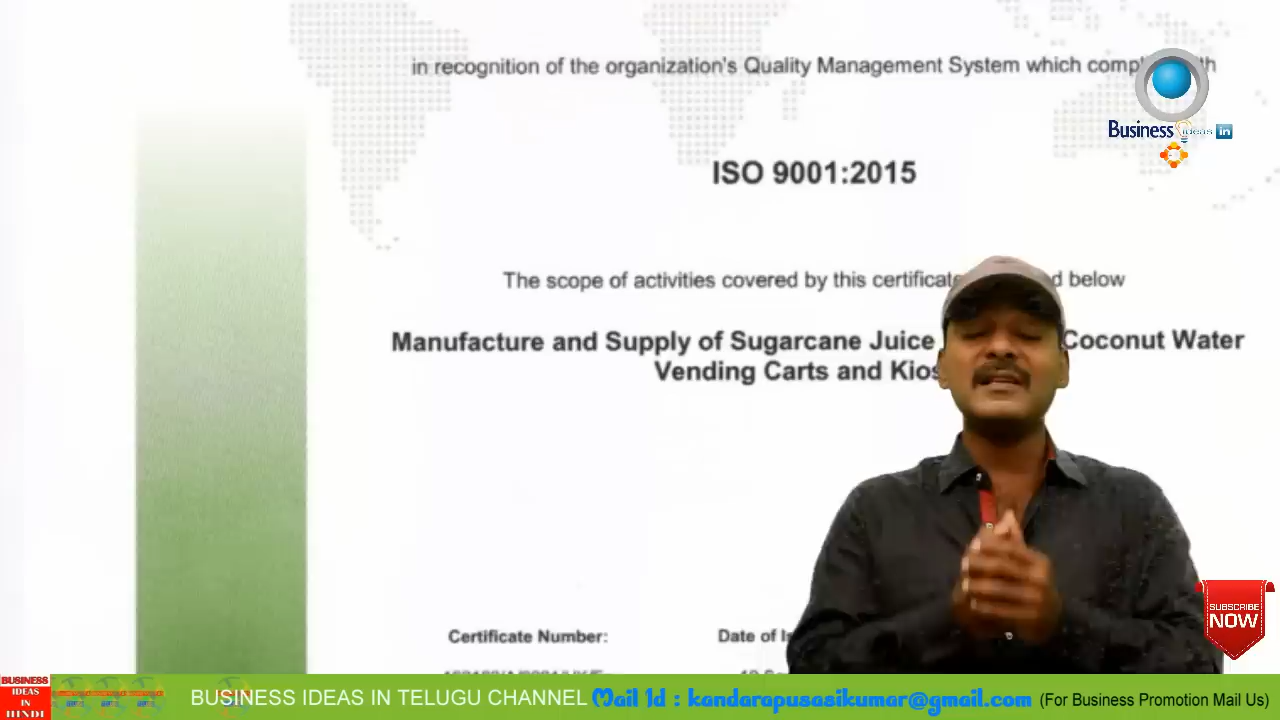 in recognition of the organization's Quality Management System which
Business ideas in
ISO 9001:2015
The scope of activities covered by this below
Manufacture and Supply of Sugarcane Juice Coconut Water
Vending Carts and
Certificate Number:
Date of
SUBSCRIBE
NOW
BUSINESS
IDEAS
IN
HINDI
BUSINESS IDEAS IN TELUGU CHANNEL Mail Id : kandarapusasikumar@gmail.com (For Business Promotion Mail Us)